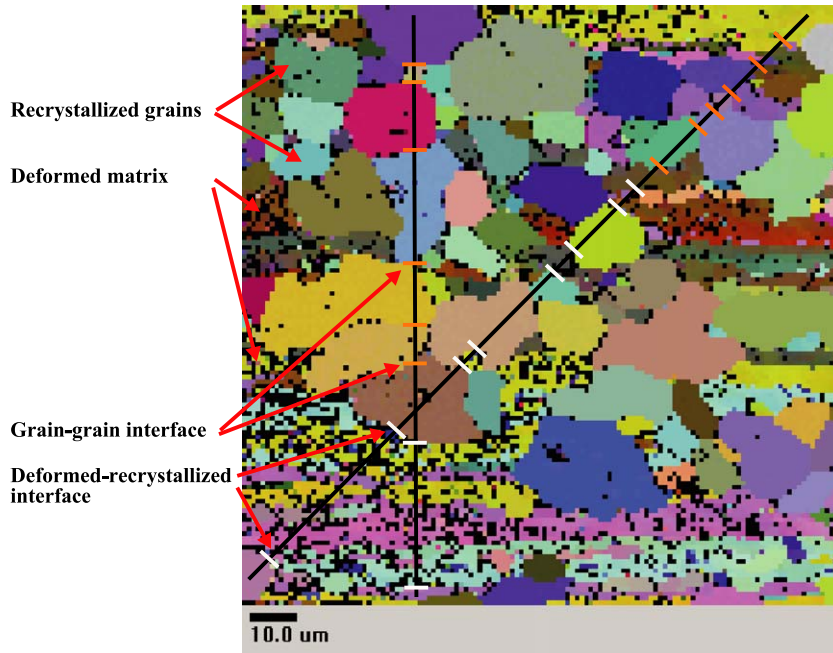 Recrystallized grains
Deformed matrix
Grain-grain interface
Deformed-recrystallized
interface
10.0 um